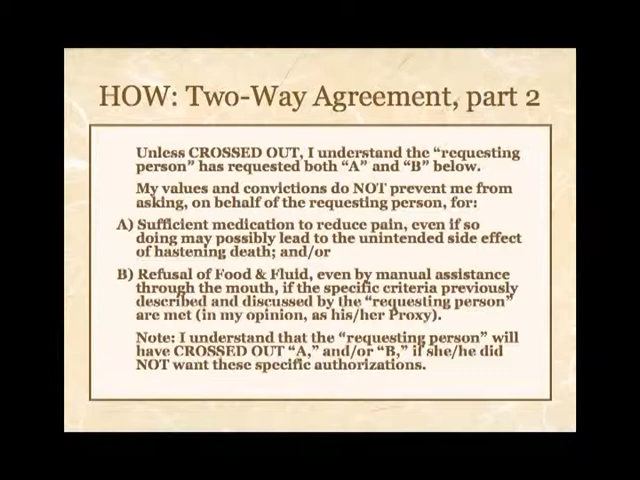 HOW: Two-Way Agreement, part 2
Unless CROSSED OUT, I understand the “requesting
person” has requested both “A” and “B” below.
My values and convictions do NOT prevent me from
asking, on behalf of the requesting person, for:
A) Sufficient medication to reduce pain, even if so
doing may possibly lead to the unintended side effect
of hastening death; and/or
B) Refusal of Food & Fluid, even by manual assistance
through the mouth, if the specific criteria previously
described and discussed by the “requesting person”
are met (in my opinion, as his/her Proxy).
Note: I understand that the “requesting person” will
have CROSSED OUT “A,” and/or “B,” if she/he did
NOT want these specific authorizations.